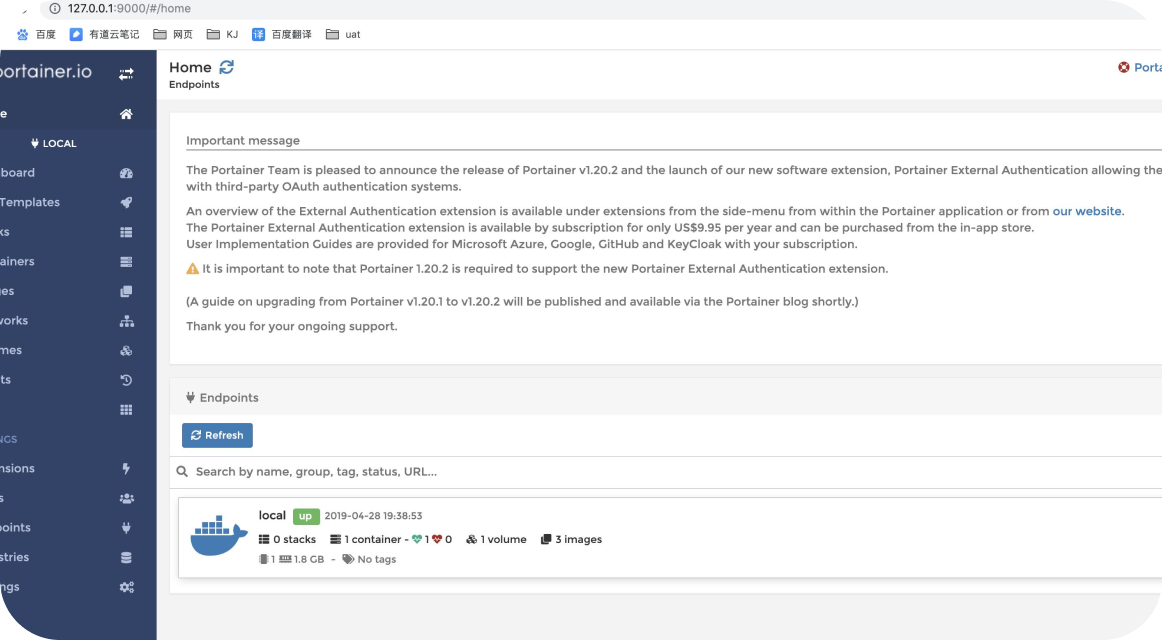 127.0.0.1:9000/#/home
百度 有道云笔记 网页 KJ 译 百度翻译 uat
ortainer.io
Home
Endpoints
Porta
e
LOCAL
board
Templates
ks
ainers
es
works
mes
ts
NGS
nsions
s
oints
stries
ngs
Important message
The Portainer Team is pleased to announce the release of Portainer v1.20.2 and the launch of our new software extension, Portainer External Authentication allowing the
with third-party OAuth authentication systems.
An overview of the External Authentication extension is available under extensions from the side-menu from within the Portainer application or from our website.
The Portainer External Authentication extension is available by subscription for only US$9.95 per year and can be purchased from the in-app store.
User Implementation Guides are provided for Microsoft Azure, Google, GitHub and KeyCloak with your subscription.
It is important to note that Portainer 1.20.2 is required to support the new Portainer External Authentication extension.
(A guide on upgrading from Portainer v1.20.1 to v1.20.2 will be published and available via the Portainer blog shortly.)
Thank you for your ongoing support.
Endpoints
Refresh
Search by name, group, tag, status, URL...
local up 2019-04-28 19:38:53
0 stacks 1 container - 1 0 1 volume 3 images
1 1.8 GB - No tags